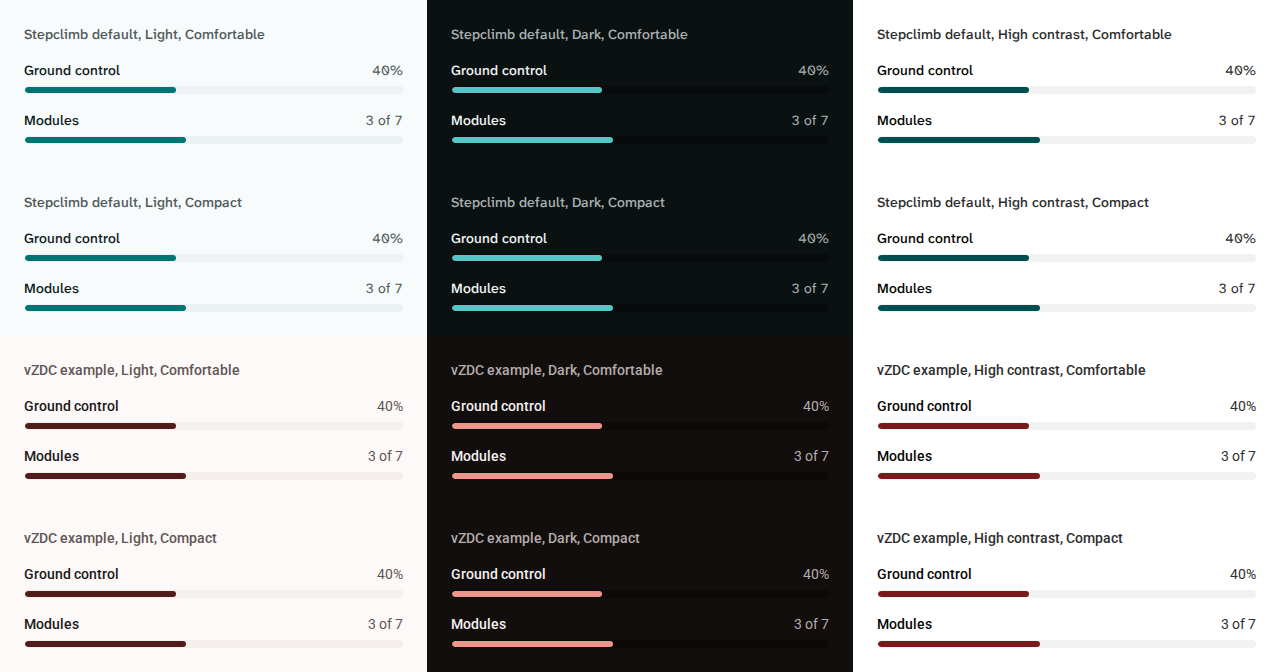 Stepclimb default, Light, Comfortable
Ground control 40%
Modules 3 of 7
Stepclimb default, Dark, Comfortable
Ground control 40%
Modules 3 of 7
Stepclimb default, High contrast, Comfortable
Ground control 40%
Modules 3 of 7
Stepclimb default, Light, Compact
Ground control 40%
Modules 3 of 7
Stepclimb default, Dark, Compact
Ground control 40%
Modules 3 of 7
Stepclimb default, High contrast, Compact
Ground control 40%
Modules 3 of 7
vZDC example, Light, Comfortable
Ground control 40%
Modules 3 of 7
vZDC example, Dark, Comfortable
Ground control 40%
Modules 3 of 7
vZDC example, High contrast, Comfortable
Ground control 40%
Modules 3 of 7
vZDC example, Light, Compact
Ground control 40%
Modules 3 of 7
vZDC example, Dark, Compact
Ground control 40%
Modules 3 of 7
vZDC example, High contrast, Compact
Ground control 40%
Modules 3 of 7